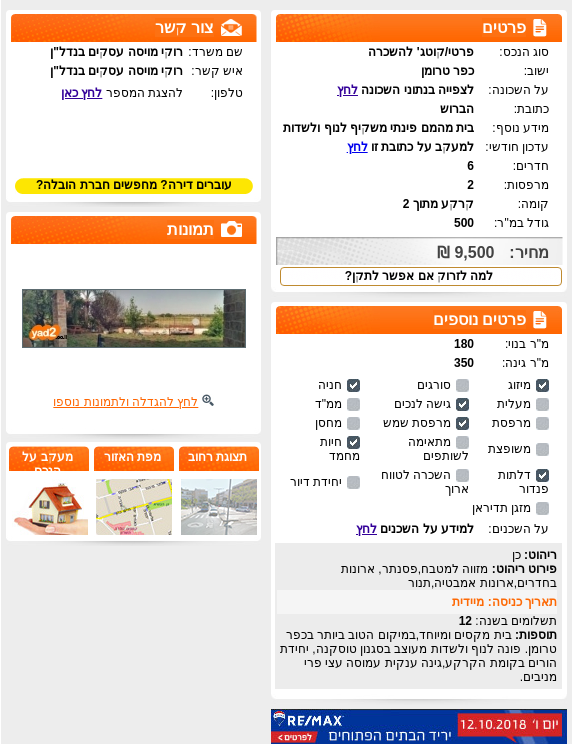 פרטים
סוג הנכס: פרטי/קוטג' להשכרה
ישוב: כפר טרומן
על השכונה: לצפייה בנתוני השכונה לחץ
כתובת: הברוש
מידע נוסף: בית מהמם פינתי משקיף לנוף ולשדות
עדכון חודשי: למעקב על כתובת זו לחץ
חדרים: 6
מרפסות: 2
קומה: קרקע מתוך 2
גודל במ"ר: 500
מחיר: 9,500 ₪
למה לזרוק אם אפשר לתקן?
פרטים נוספים
מ"ר בנוי: 180
מ"ר גינה: 350
מיזוג סורגים חניה
מעלית גישה לנכים ממ"ד
מרפסת מרפסת שמש מחסן
משופצת מתאימה לשותפים חיות מחמד
דלתות פנדור השכרה לטווח ארוך יחידת דיור
מזגן תדיראן
על השכנים: למידע על השכנים לחץ
ריהוט: כן
פירוט ריהוט: מזווה למטבח,פסנתר, ארונות
בחדרים,ארונות אמבטיה,תנור
תאריך כניסה: מיידית
תשלומים בשנה: 12
תוספות: בית מקסים ומיוחד,במיקום הטוב ביותר בכפר
טרומן. פונה לנוף ולשדות מעוצב בסגנון טוסקנה, יחידת
הורים בקומת הקרקע,גינה ענקית עמוסה עצי פרי
מניבים.
RE/MAX
לפרטים >
יריד הבתים הפתוחים
יום ו' 12.10.2018
צור קשר
שם משרד: רוקי מויסה עסקים בנדל"ן
איש קשר: רוקי מויסה עסקים בנדל"ן
טלפון: להצגת המספר לחץ כאן
עוברים דירה? מחפשים חברת הובלה?
תמונות
yad2.co.il
לחץ להגדלה ולתמונות נוספו
תצוגת רחוב
מפת האזור
מעקב על
הנכס